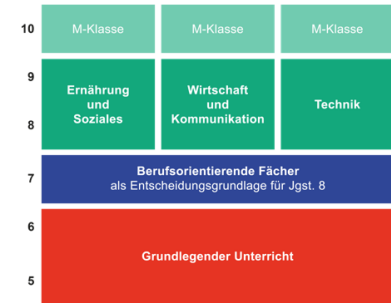 10 M-Klasse M-Klasse M-Klasse
9
Ernährung und Soziales
Wirtschaft und Kommunikation
Technik
8
7
Berufsorientierende Fächer
als Entscheidungsgrundlage für Jgst. 8
6
Grundlegender Unterricht
5